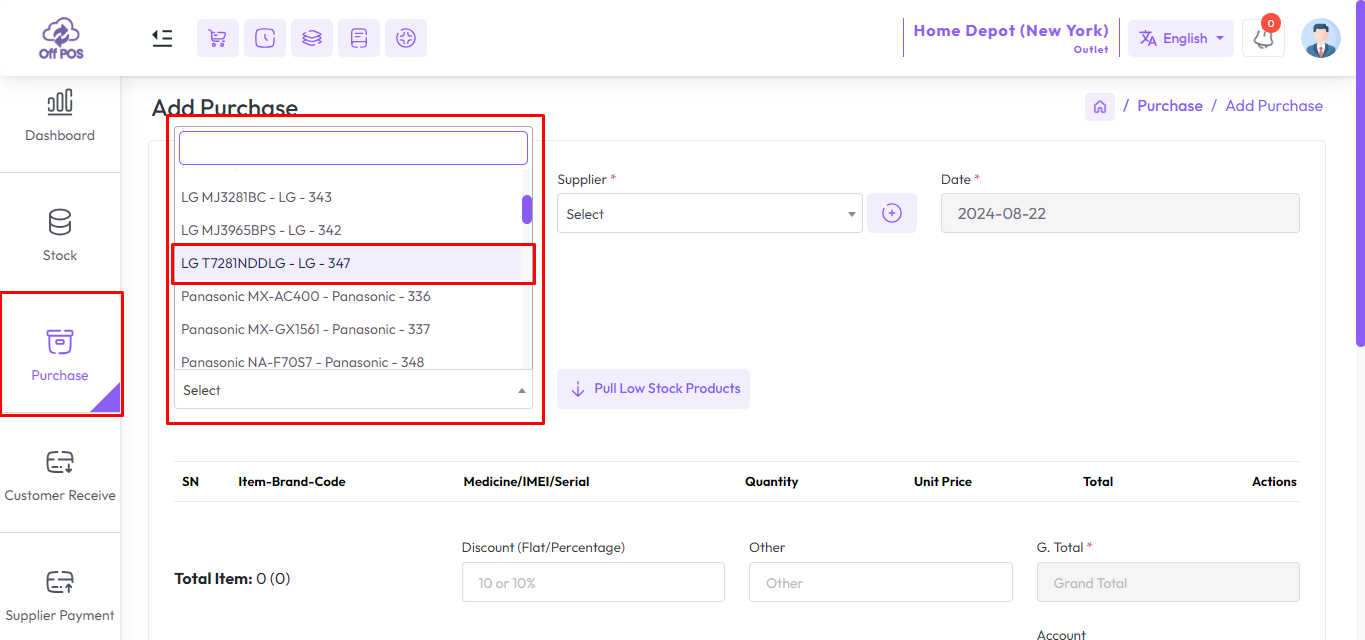 Off POS
Home Depot (New York)
Outlet
English
0
Dashboard
Stock
Purchase
Customer Receive
Supplier Payment
Add Purchase
/ Purchase / Add Purchase
LG MJ3281BC - LG - 343
LG MJ3965BPS - LG - 342
LG T7281NDDLG - LG - 347
Panasonic MX-AC400 - Panasonic - 336
Panasonic MX-GX1561 - Panasonic - 337
Panasonic NA-F70S7 - Panasonic - 348
Select
Supplier *
Select
Date *
2024-08-22
Pull Low Stock Products
SN Item-Brand-Code Medicine/IMEI/Serial Quantity Unit Price Total Actions
Total Item: 0 (0)
Discount (Flat/Percentage)
10 or 10%
Other
Other
G. Total *
Grand Total
Account